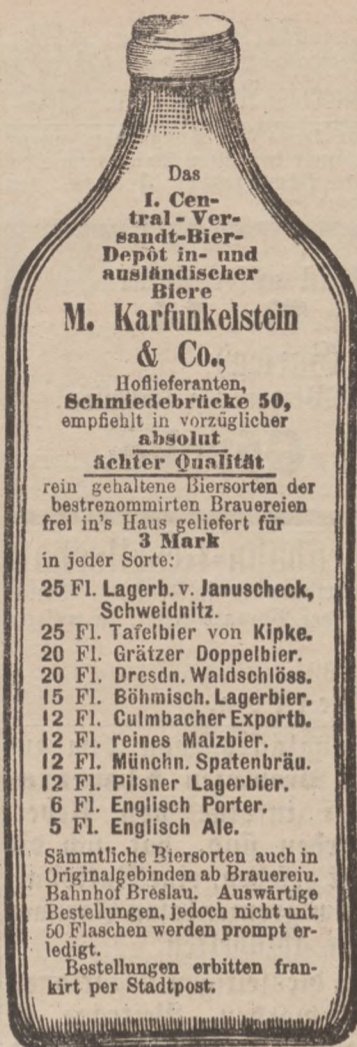 Das
I. Cen-
tral-Ver-
sandt-Bier-
Depôt in- und
ausländischer
Biere
M. Karfunkelstein
& Co.,
Hoflieferanten,
Schmiedebrücke 50,
empfiehlt in vorzüglicher
absolut
ächter Qualität
rein gehaltene Biersorten der
bestrenommirten Brauereien
frei in's Haus geliefert für
3 Mark
in jeder Sorte:
25 Fl. Lagerb. v. Januscheck,
Schweidnitz.
25 Fl. Tafelbier von Kipke.
20 Fl. Grätzer Doppelbier.
20 Fl. Dresdn. Waldschlöss.
15 Fl. Böhmisch. Lagerbier.
12 Fl. Culmbacher Exportb.
12 Fl. reines Malzbier.
12 Fl. Münchn. Spatenbräu.
12 Fl. Pilsner Lagerbier.
6 Fl. Englisch Porter.
5 Fl. Englisch Ale.
Sämmtliche Biersorten auch in
Originalgebinden ab Brauereiu.
Bahnhof Breslau. Auswärtige
Bestellungen, jedoch nicht unt.
50 Flaschen werden prompt er-
ledigt.
Bestellungen erbitten fran-
kirt per Stadtpost.